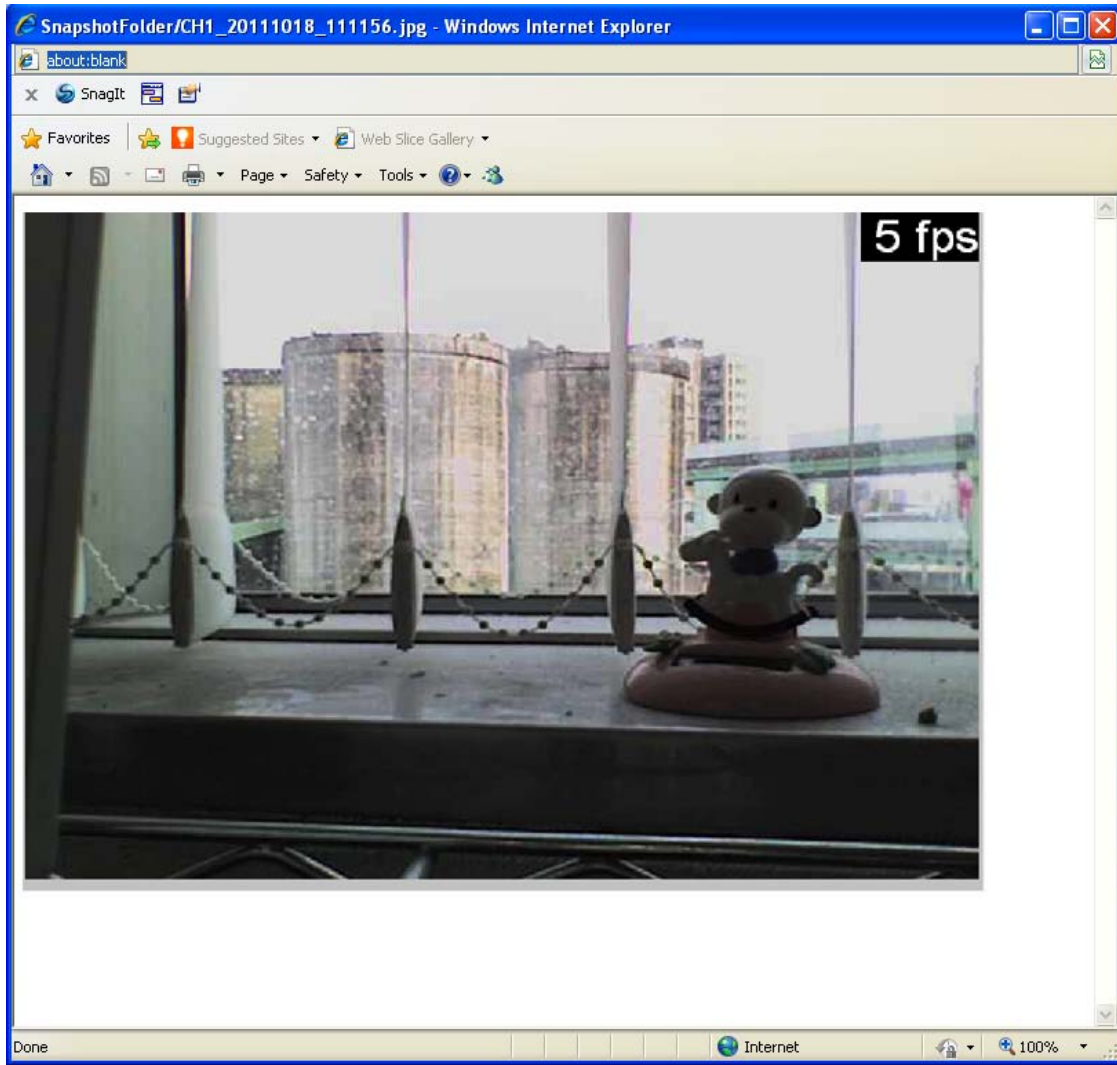 SnapshotFolder/CH1_20111018_111156.jpg - Windows Internet Explorer
about:blank
x SnagIt
Favorites Suggested Sites Web Slice Gallery
Page Safety Tools
5 fps
Done Internet 100%